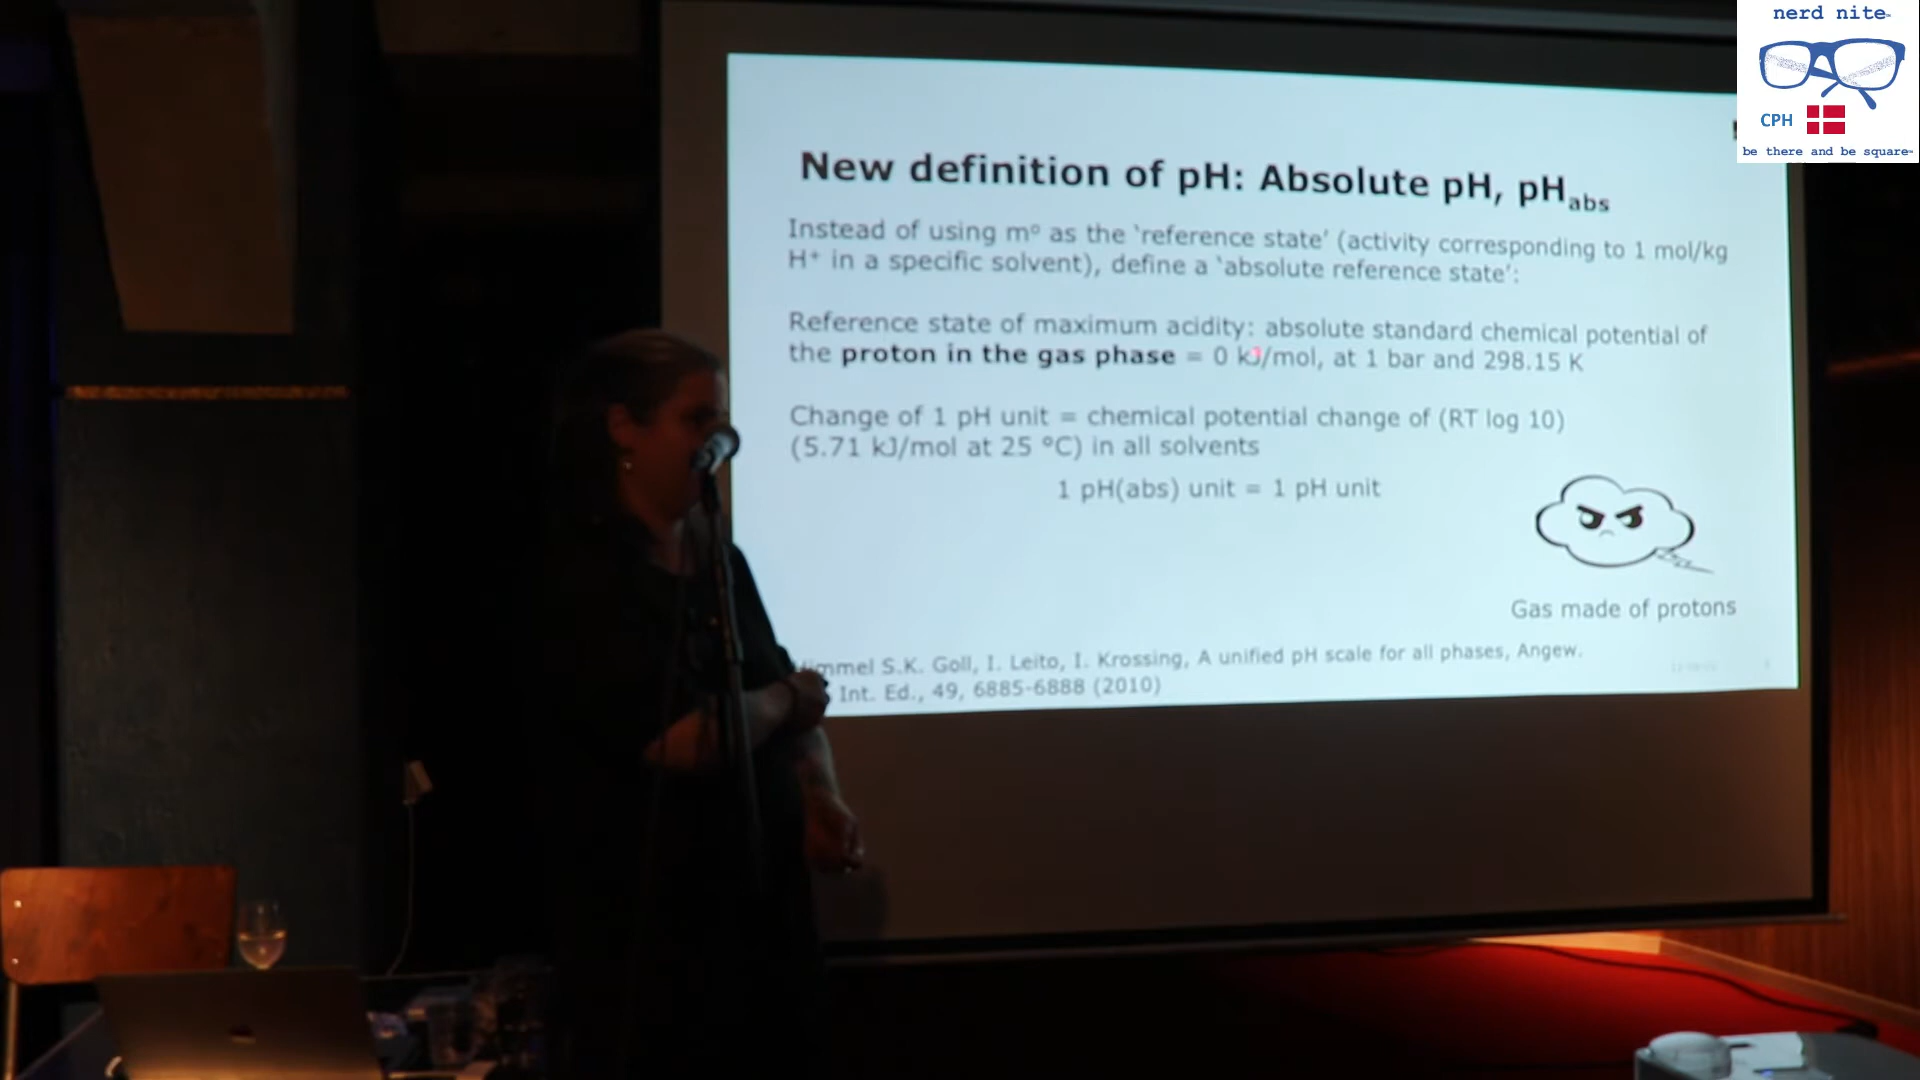 nerd nite
CPH
be there and be square
New definition of pH: Absolute pH, pHabs
Instead of using mº as the ‘reference state’ (activity corresponding to 1 mol/kg
H⁺ in a specific solvent), define a ‘absolute reference state’:
Reference state of maximum acidity: absolute standard chemical potential of
the proton in the gas phase = 0 kJ/mol, at 1 bar and 298.15 K
Change of 1 pH unit = chemical potential change of (RT log 10)
(5.71 kJ/mol at 25 °C) in all solvents
1 pH(abs) unit = 1 pH unit
Gas made of protons
S.K. Goll, I. Leito, I. Krossing, A unified pH scale for all phases, Angew.
Int. Ed., 49, 6885-6888 (2010)